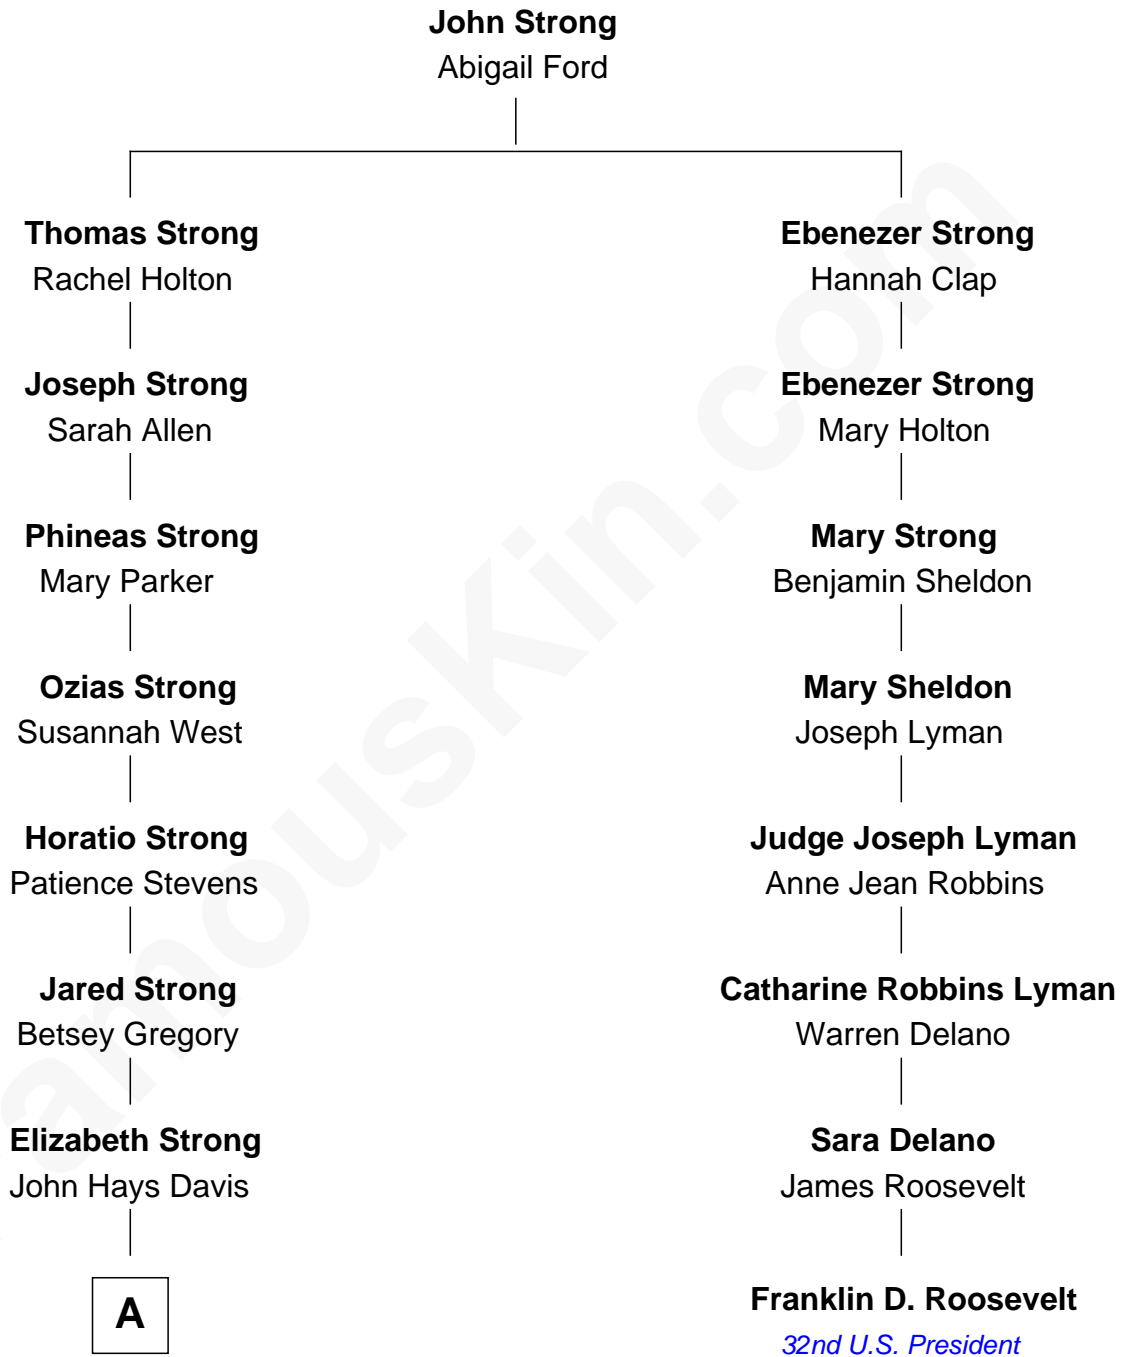 John Strong
Abigail Ford
Thomas Strong
Rachel Holton
Ebenezer Strong
Hannah Clap
Joseph Strong
Sarah Allen
Ebenezer Strong
Mary Holton
Phineas Strong
Mary Parker
Mary Strong
Benjamin Sheldon
Ozias Strong
Susannah West
Mary Sheldon
Joseph Lyman
Horatio Strong
Patience Stevens
Judge Joseph Lyman
Anne Jean Robbins
Jared Strong
Betsey Gregory
Catharine Robbins Lyman
Warren Delano
Elizabeth Strong
John Hays Davis
Sara Delano
James Roosevelt
A
Franklin D. Roosevelt
32nd U.S. President
amousKin.com